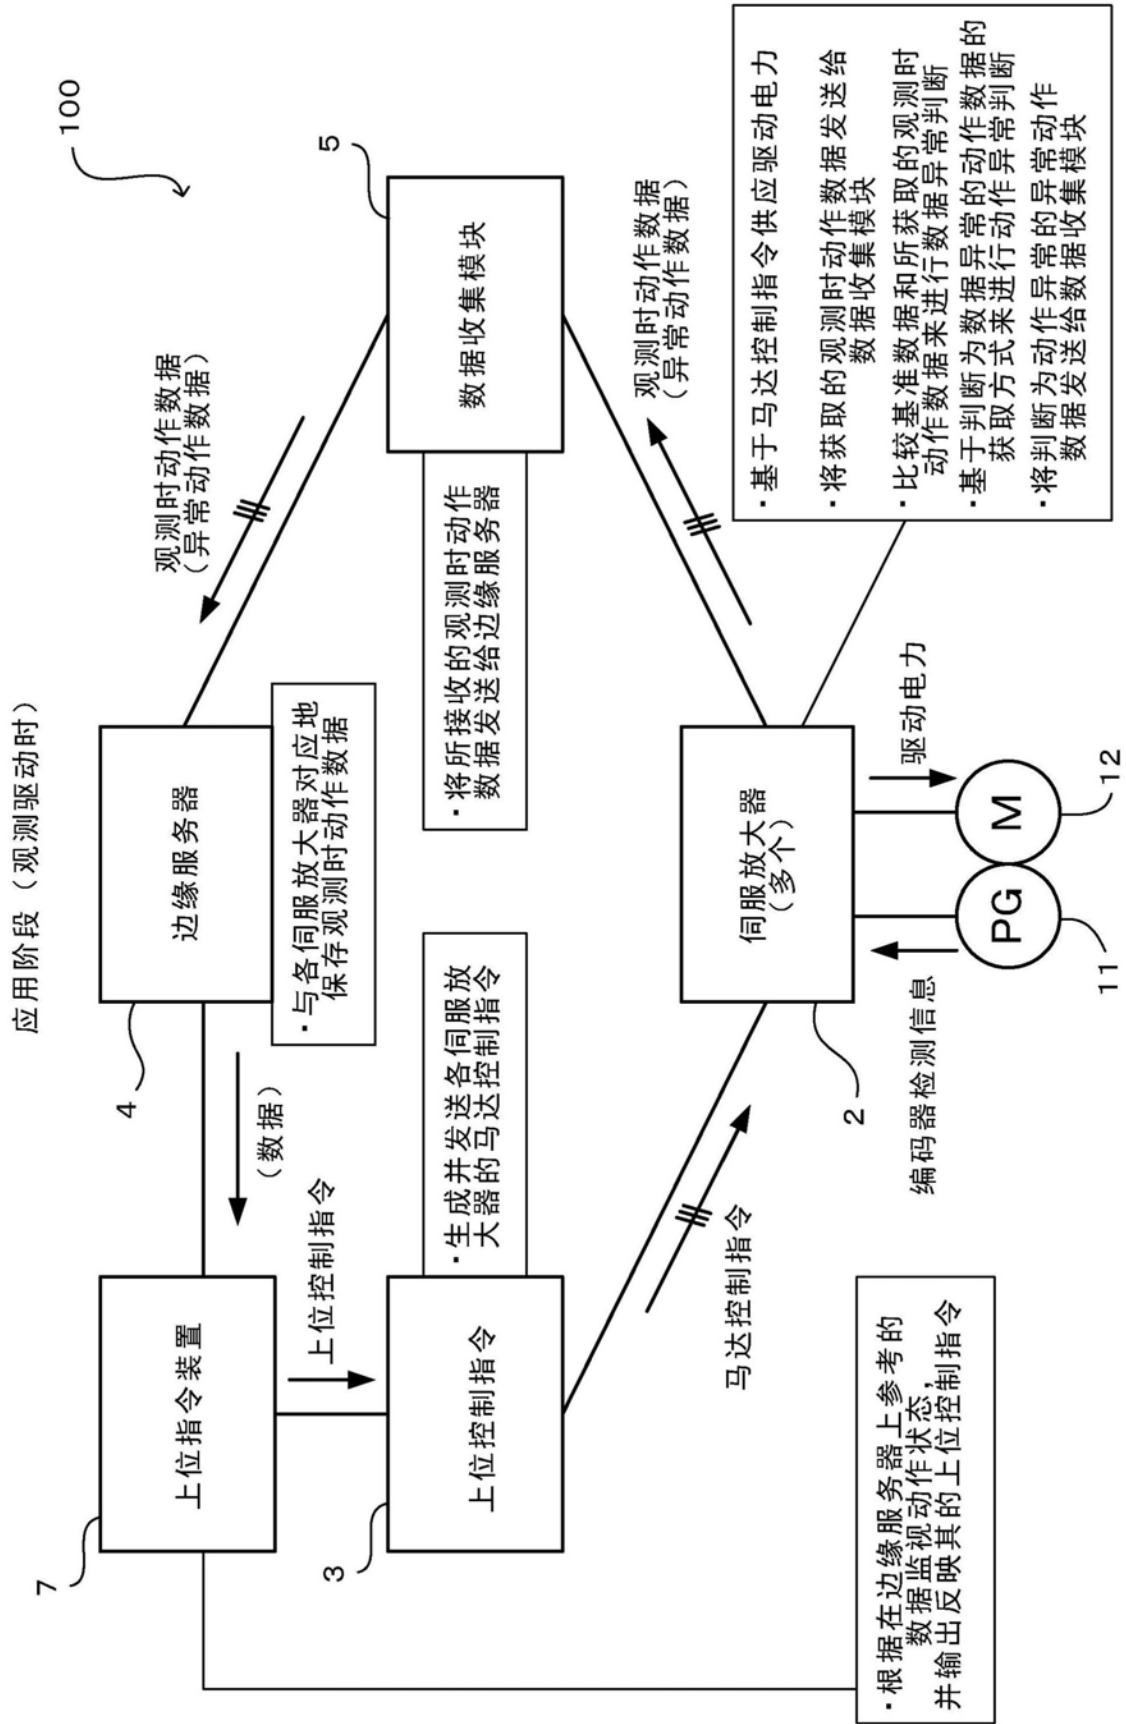 应用阶段（观测驱动时）
100
7
上位指令装置
（数据）
4
边缘服务器
·与各伺服放大器对应地
保存观测时动作数据
观测时动作数据
（异常动作数据）
上位控制指令
3
上位控制指令
·生成并发送各伺服放
大器的马达控制指令
·将所接收的观测时动作
数据发送给边缘服务器
5
数据收集模块
马达控制指令
2
伺服放大器
（多个）
观测时动作数据
（异常动作数据）
编码器检测信息
驱动电力
PG
M
11
12
·根据在边缘服务器上参考的
数据监视动作状态，
并输出反映其的上位控制指令
·基于马达控制指令供应驱动电力
·将获取的观测时动作数据发送给
数据收集模块
·比较基准数据和所获取的观测时
动作数据来进行数据异常判断
·基于判断为数据异常的动作数据的
获取方式来进行动作异常判断
·将判断为动作异常的异常动作
数据发送给数据收集模块